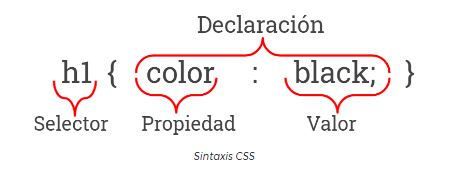 Declaración
h1 { color : black; }
Selector Propiedad Valor
Sintaxis CSS